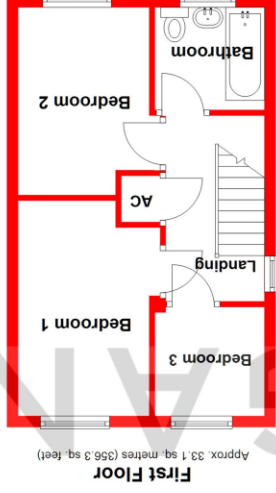 First Floor
Approx. 33.1 sq. metres (356.3 sq. feet)
Bedroom 3
Bedroom 1
Landing
AC
Bedroom 2
Bathroom